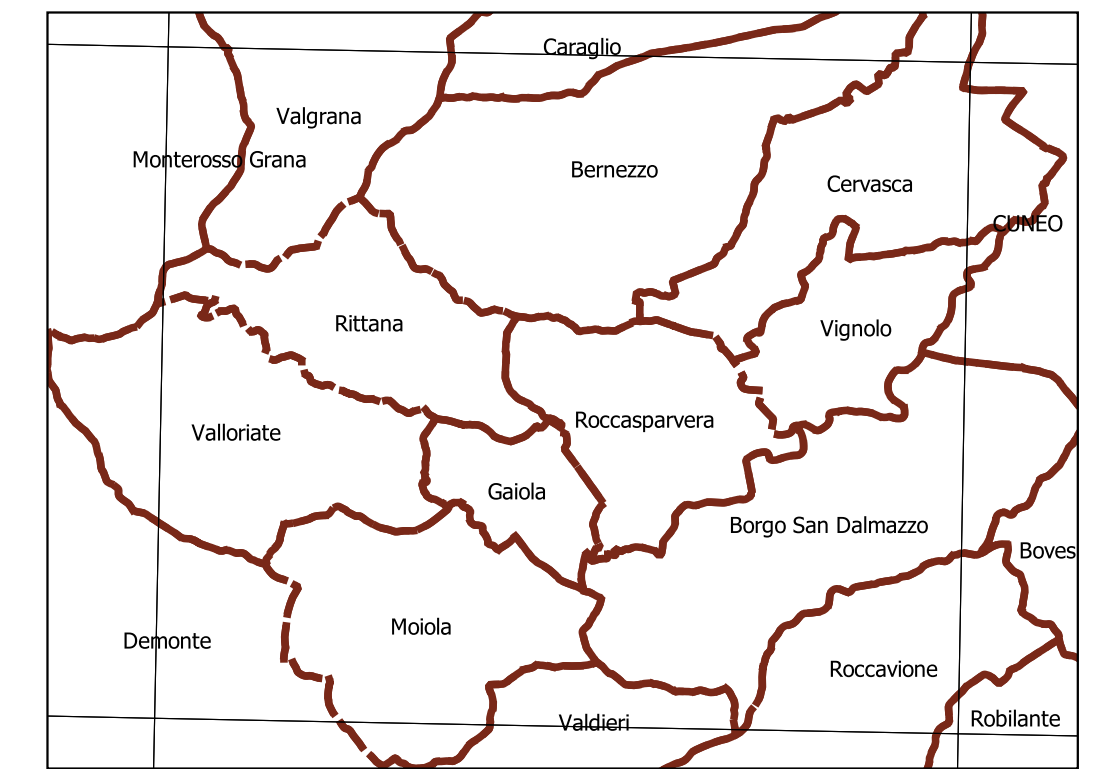 Caraglio
Valgrana
Monterosso Grana
Bernezzo
Cervasca
CUNEO
Rittana
Vignolo
Valloriate
Roccasparvera
Gaiola
Borgo San Dalmazzo
Boves
Demonte
Moiola
Roccavione
Valdieri
Robilante